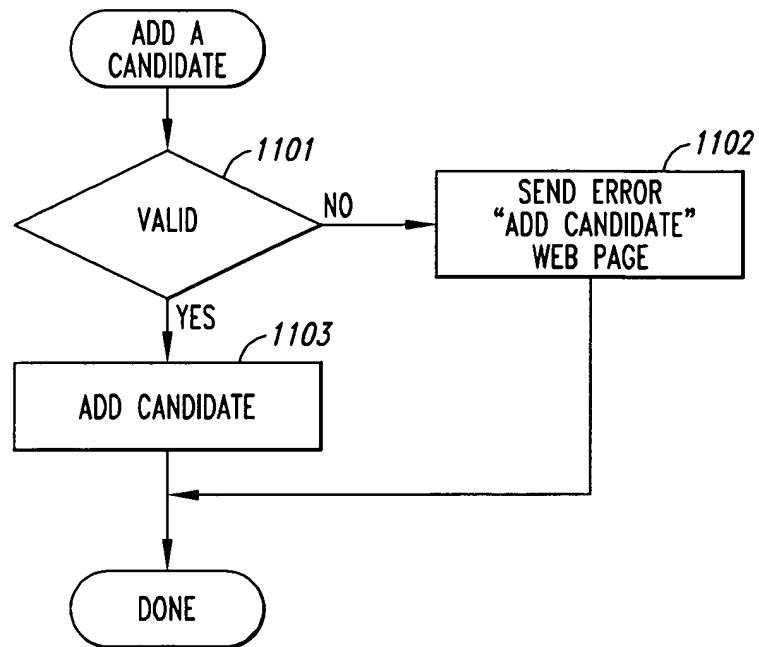 ADD A
CANDIDATE
1101
VALID
NO
1102
SEND ERROR
“ADD CANDIDATE”
WEB PAGE
YES
1103
ADD CANDIDATE
DONE